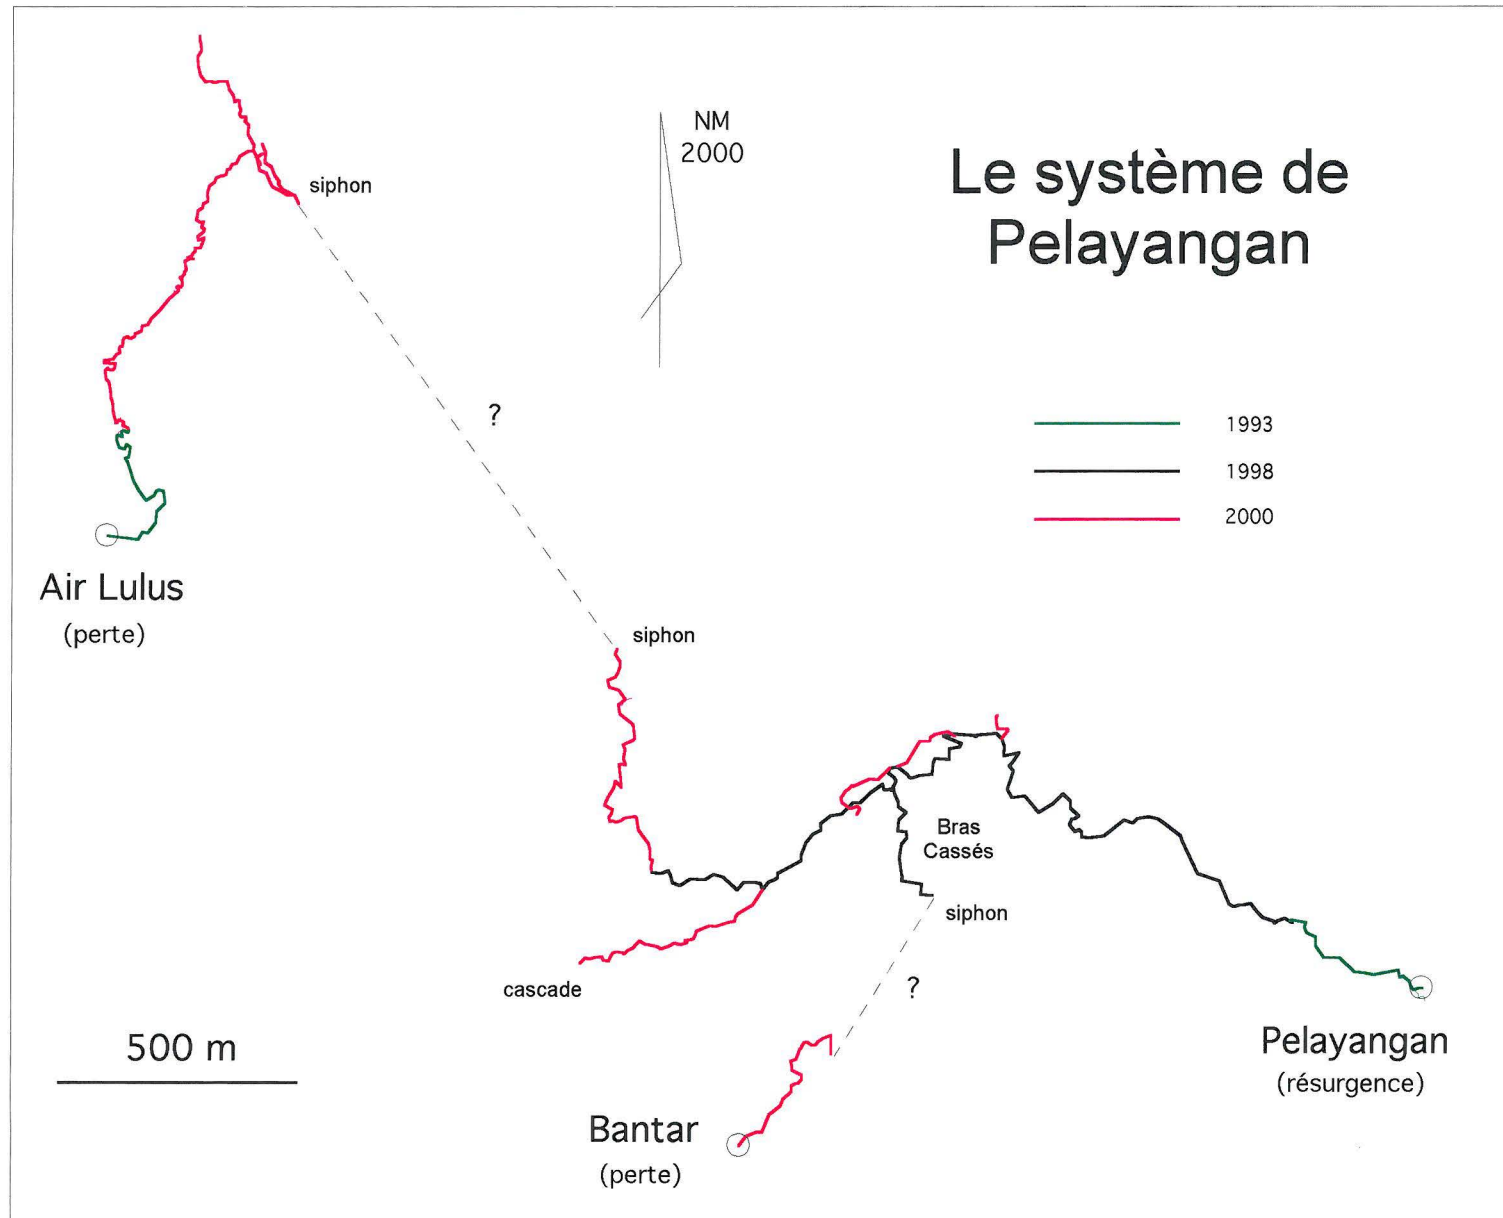 NM
2000
Le système de
Pelayangan
siphon
?
1993
1998
2000
Air Lulus
(perte)
siphon
Bras
Cassés
siphon
cascade
?
500 m
Pelayangan
(résurgence)
Bantar
(perte)